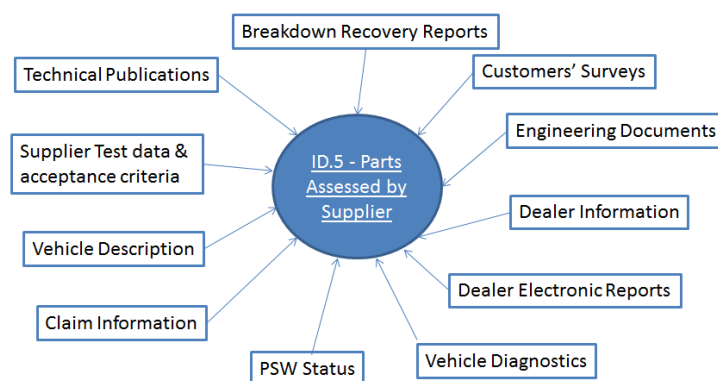 Breakdown Recovery Reports
Technical Publications
Customers’ Surveys
Engineering Documents
Supplier Test data &
acceptance criteria
ID.5 - Parts
Assessed by
Supplier
Dealer Information
Vehicle Description
Dealer Electronic Reports
Claim Information
Vehicle Diagnostics
PSW Status